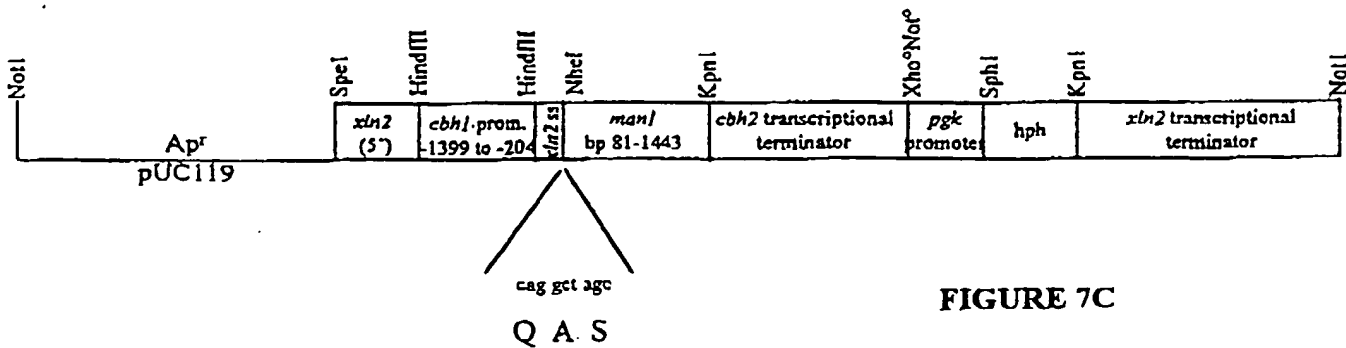 NotI
SpeI
HindIII
HindIII
NheI
KpnI
Xho°Not°
SphI
KpnI
NotI
Apʳ
pUC119
xln2
(5')
cbh1 prom.
-1399 to -204
xln2 ss
man1
bp 81-1443
cbh2 transcriptional
terminator
pgk
promoter
hph
xln2 transcriptional
terminator
cag gct agc
Q A S
FIGURE 7C